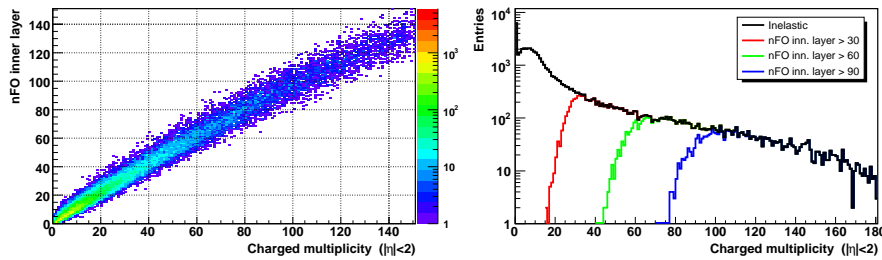 nFO inner layer
140
120
100
80
60
40
20
0
0 20 40 60 80 100 120 140
Charged multiplicity (|η|<2)
10³
10²
10
1
Entries
10⁴
10³
10²
10
1
0 20 40 60 80 100 120 140 160 180
Charged multiplicity (|η|<2)
Inelastic
nFO inn. layer > 30
nFO inn. layer > 60
nFO inn. layer > 90